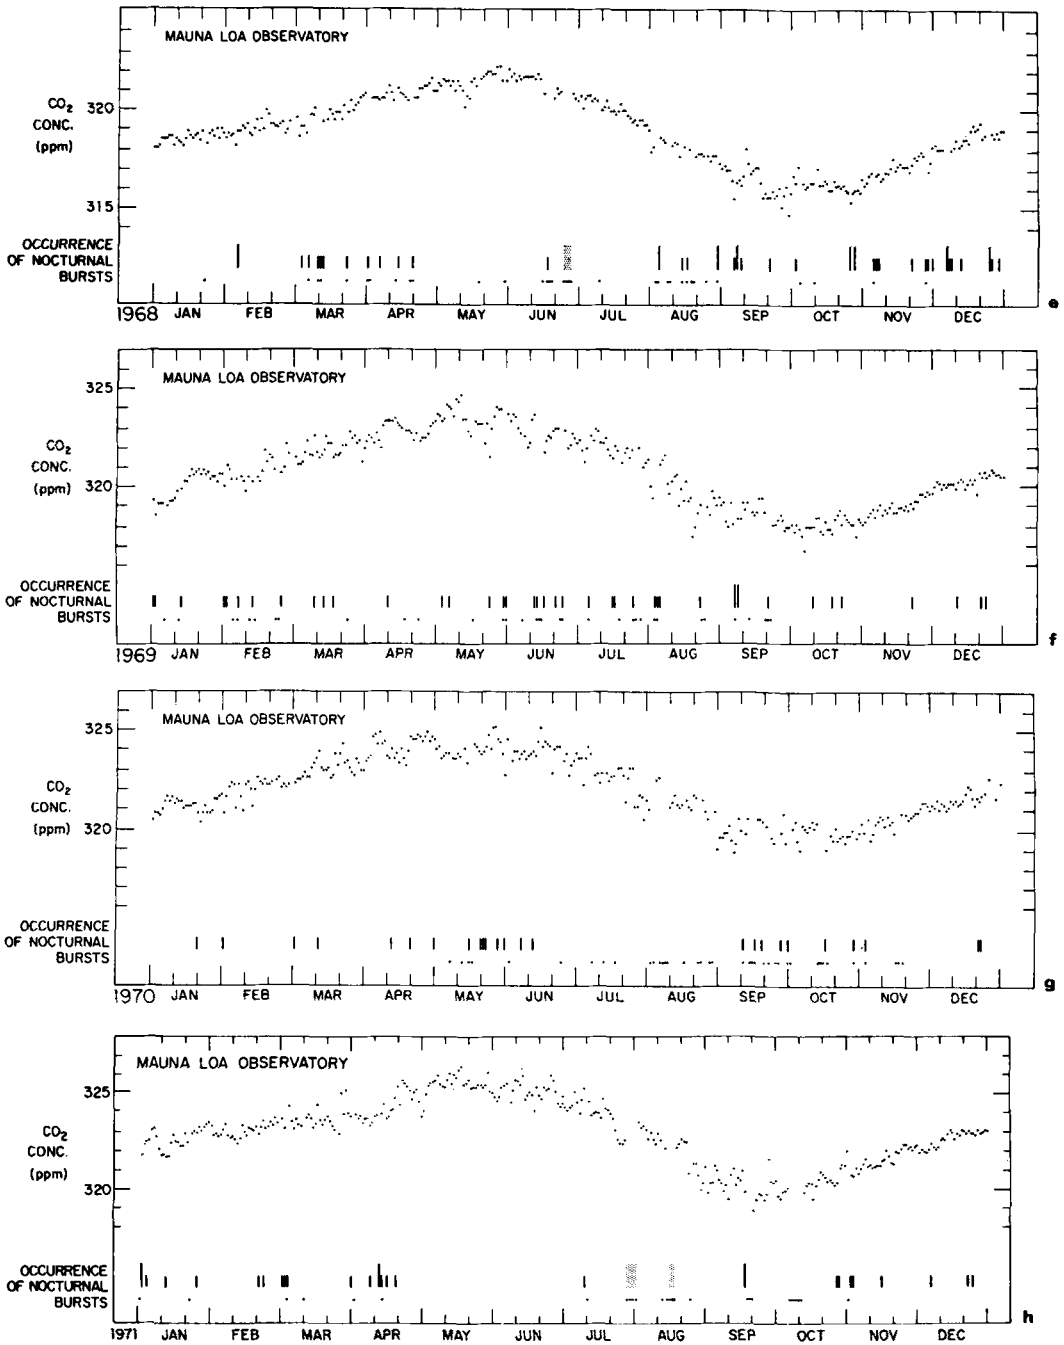 MAUNA LOA OBSERVATORY
CO2
CONC.
(ppm)
320
315
OCCURRENCE
OF NOCTURNAL
BURSTS
1968 JAN FEB MAR APR MAY JUN JUL AUG SEP OCT NOV DEC
e
MAUNA LOA OBSERVATORY
325
CO2
CONC.
(ppm)
320
OCCURRENCE
OF NOCTURNAL
BURSTS
1969 JAN FEB MAR APR MAY JUN JUL AUG SEP OCT NOV DEC
f
MAUNA LOA OBSERVATORY
325
CO2
CONC.
(ppm)
320
OCCURRENCE
OF NOCTURNAL
BURSTS
1970 JAN FEB MAR APR MAY JUN JUL AUG SEP OCT NOV DEC
g
MAUNA LOA OBSERVATORY
325
CO2
CONC.
(ppm)
320
OCCURRENCE
OF NOCTURNAL
BURSTS
1971 JAN FEB MAR APR MAY JUN JUL AUG SEP OCT NOV DEC
h